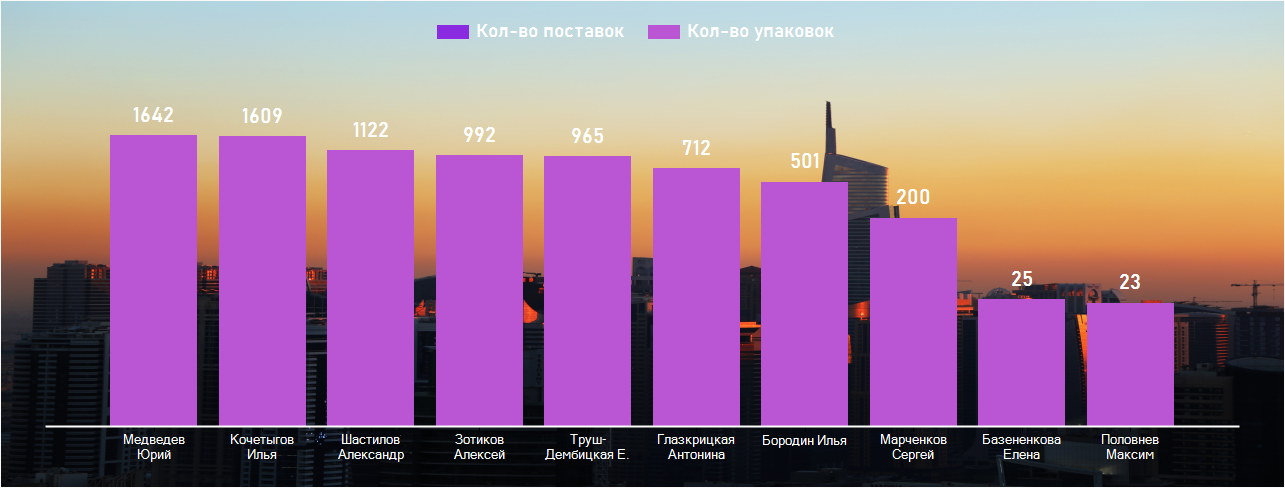 Кол-во поставок Кол-во упаковок
1642 1609 1122 992 965 712 501 200 25 23
Медведев Кочетыгов Шастилов Зотиков Труш- Глазкрицкая Бородин Илья Марченков Базененкова Половнев
Юрий Илья Александр Алексей Дембицкая Е. Антонина Сергей Елена Максим